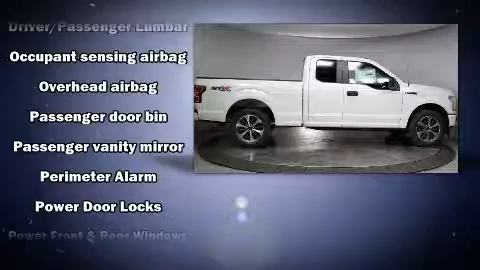 Driver/Passenger Lumbar
Occupant sensing airbag
Overhead airbag
Passenger door bin
Passenger vanity mirror
Perimeter Alarm
Power Door Locks
Power Front & Rear Windows